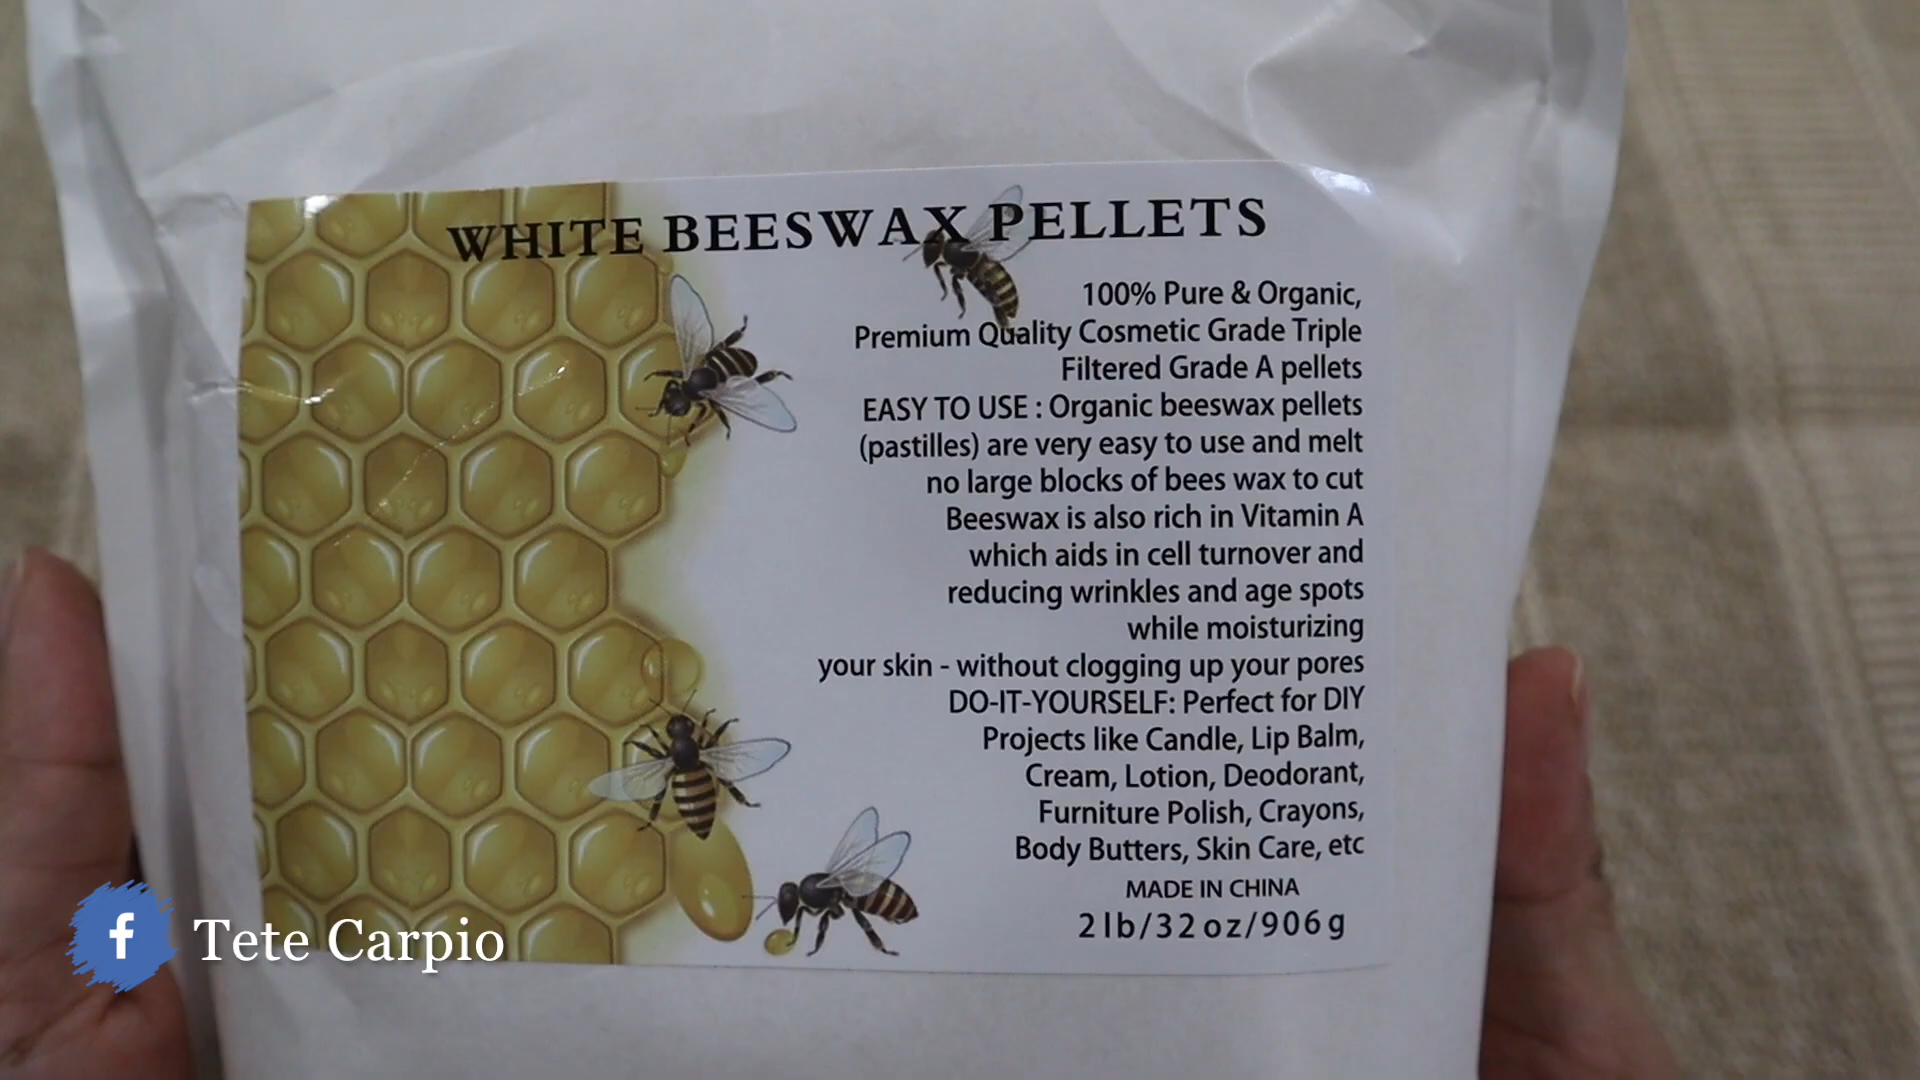 WHITE BEESWAX PELLETS
100% Pure & Organic,
Premium Quality Cosmetic Grade Triple
Filtered Grade A pellets
EASY TO USE : Organic beeswax pellets
(pastilles) are very easy to use and melt
no large blocks of bees wax to cut
Beeswax is also rich in Vitamin A
which aids in cell turnover and
reducing wrinkles and age spots
while moisturizing
your skin - without clogging up your pores
DO-IT-YOURSELF: Perfect for DIY
Projects like Candle, Lip Balm,
Cream, Lotion, Deodorant,
Furniture Polish, Crayons,
Body Butters, Skin Care, etc
MADE IN CHINA
2lb/32oz/906g
f Tete Carpio